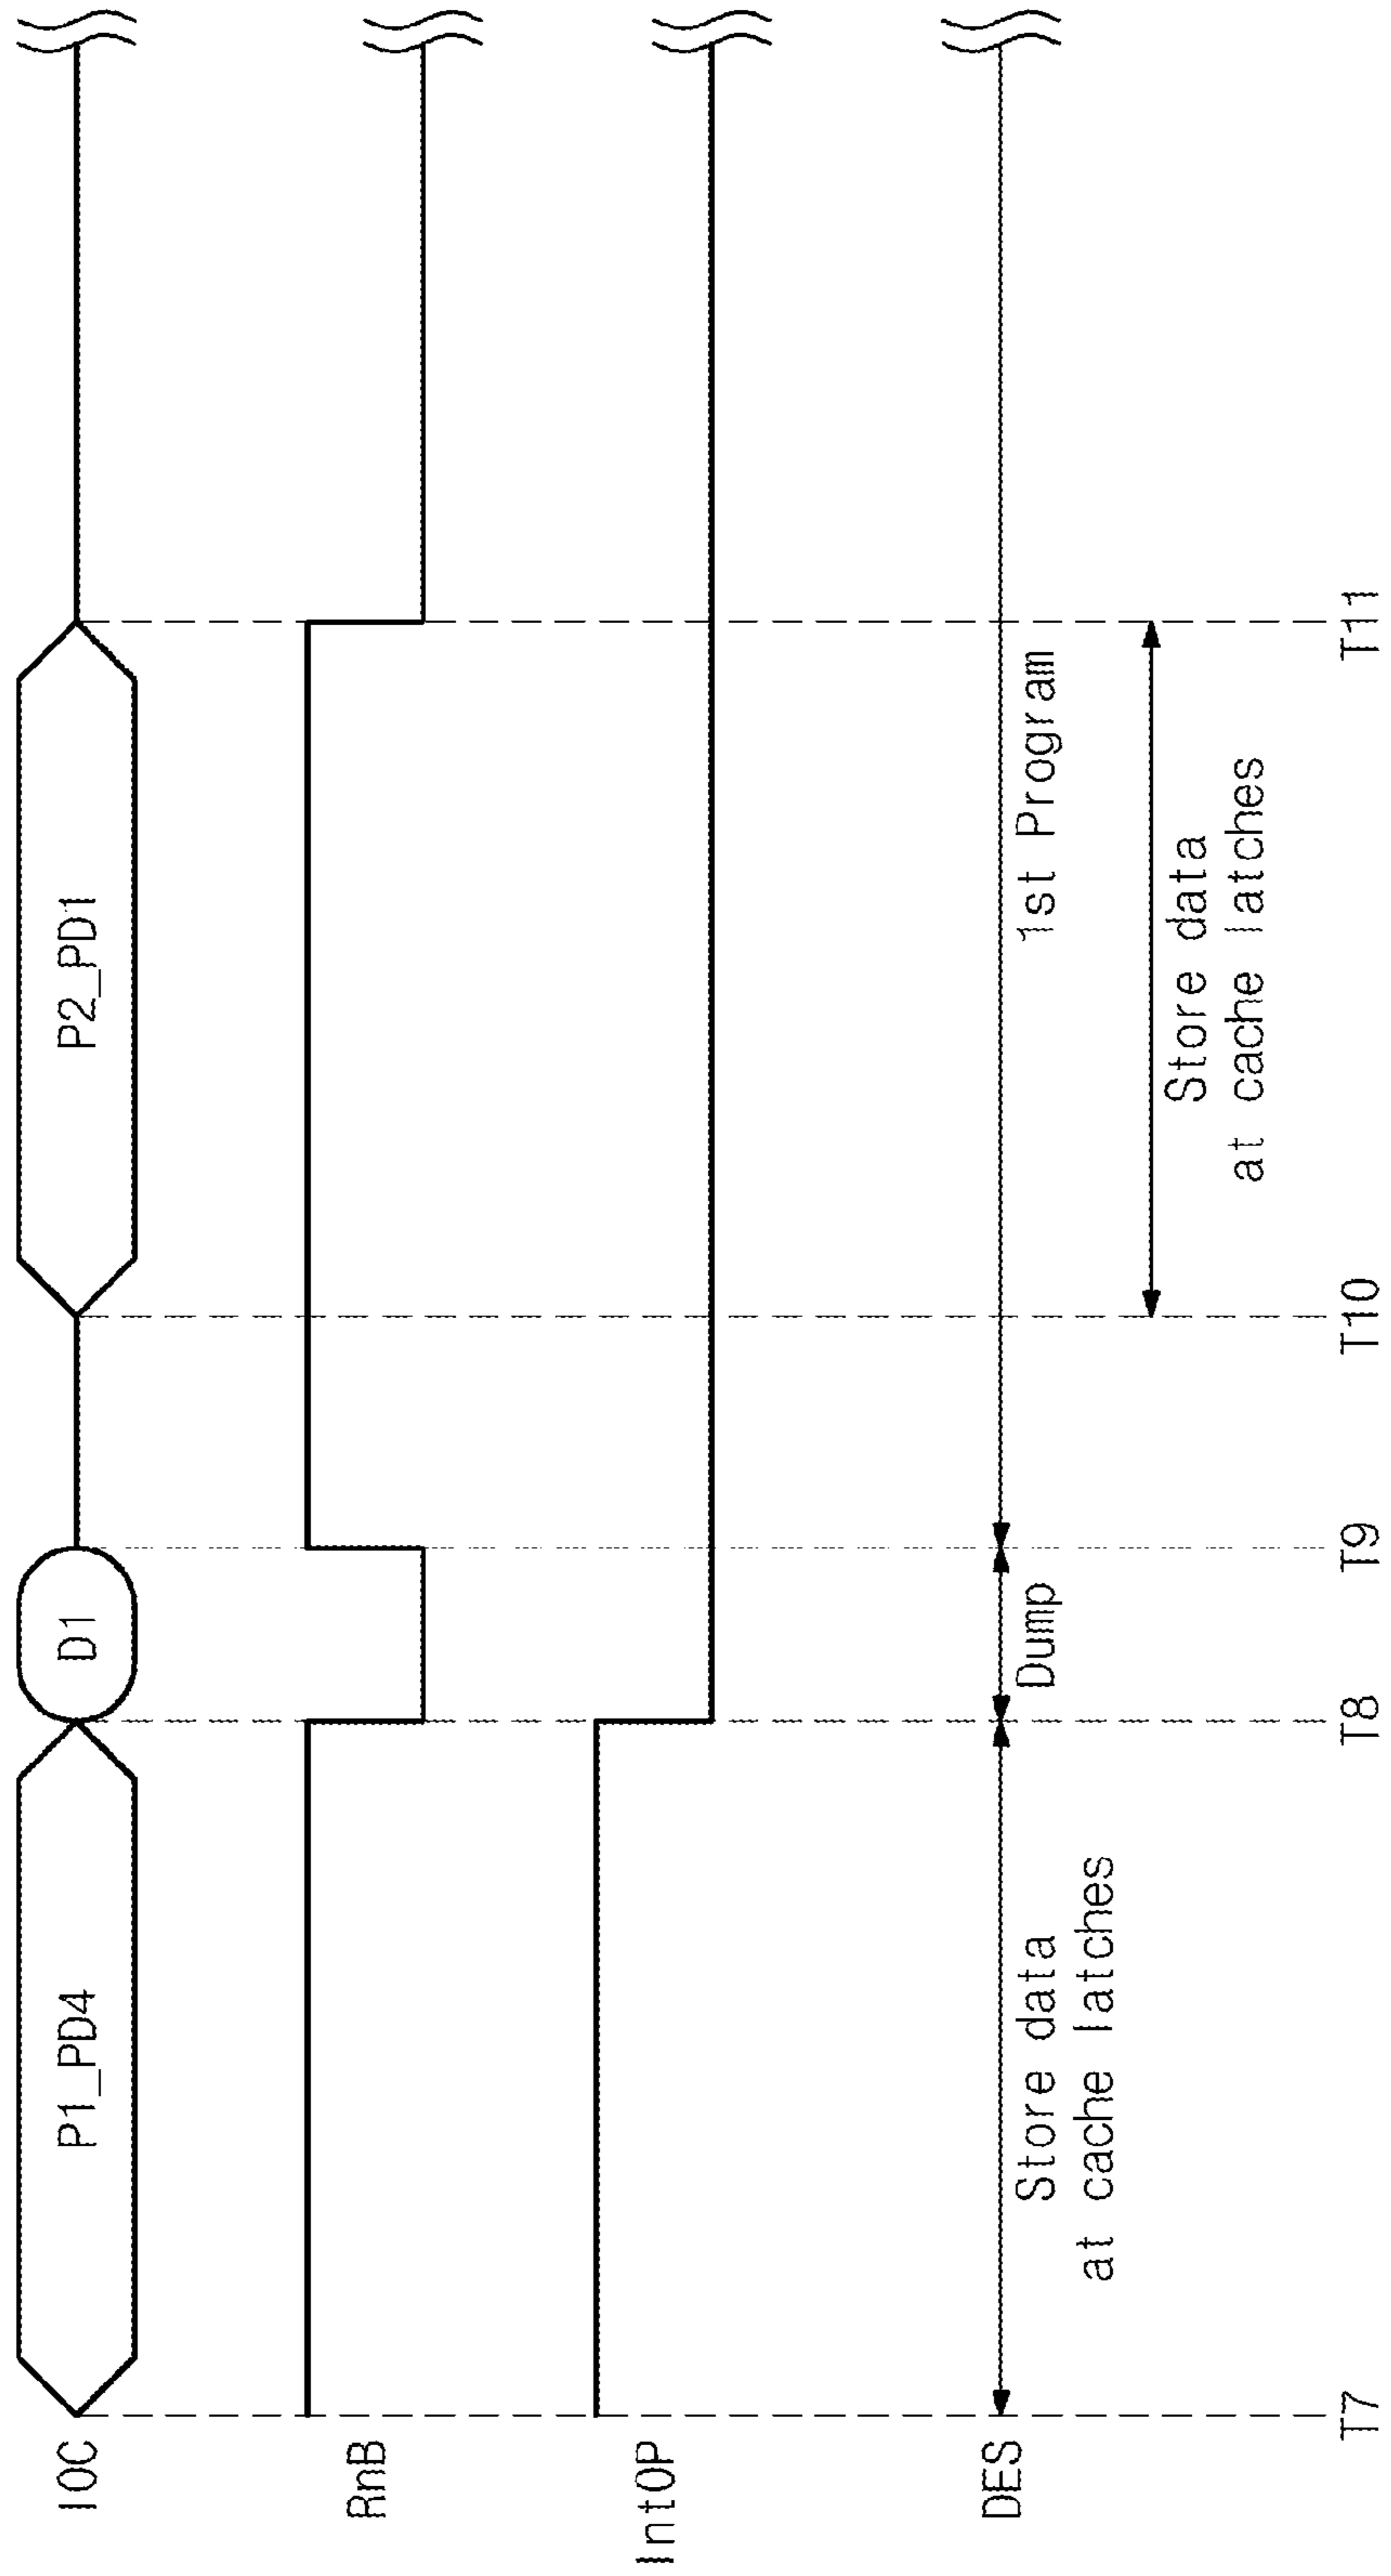 IOC
P1_PD4
D1
P2_PD1
RnB
IntOP
DES
Store data
at cache latches
Dump
1st Program
Store data
at cache latches
T7
T8
T9
T10
T11